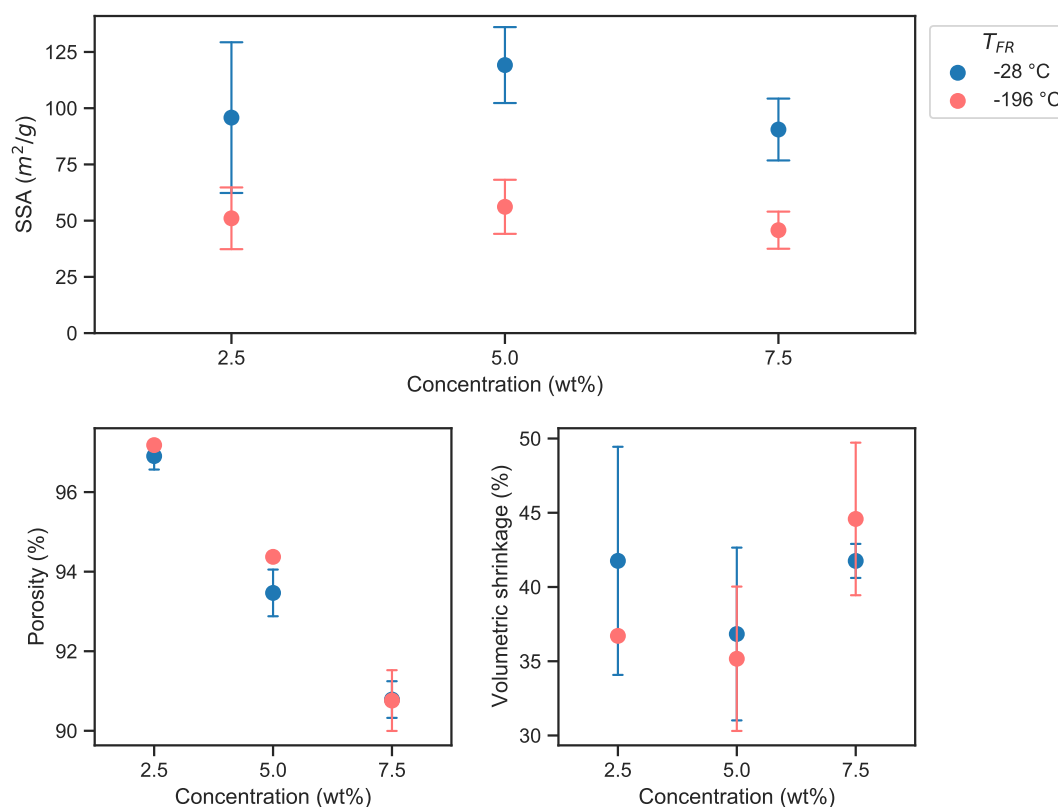 125
100
75
50
25
0
SSA (m²/g)
2.5 5.0 7.5
Concentration (wt%)
T_FR
-28 °C
-196 °C
96
94
92
90
Porosity (%)
2.5 5.0 7.5
Concentration (wt%)
50
45
40
35
30
Volumetric shrinkage (%)
2.5 5.0 7.5
Concentration (wt%)